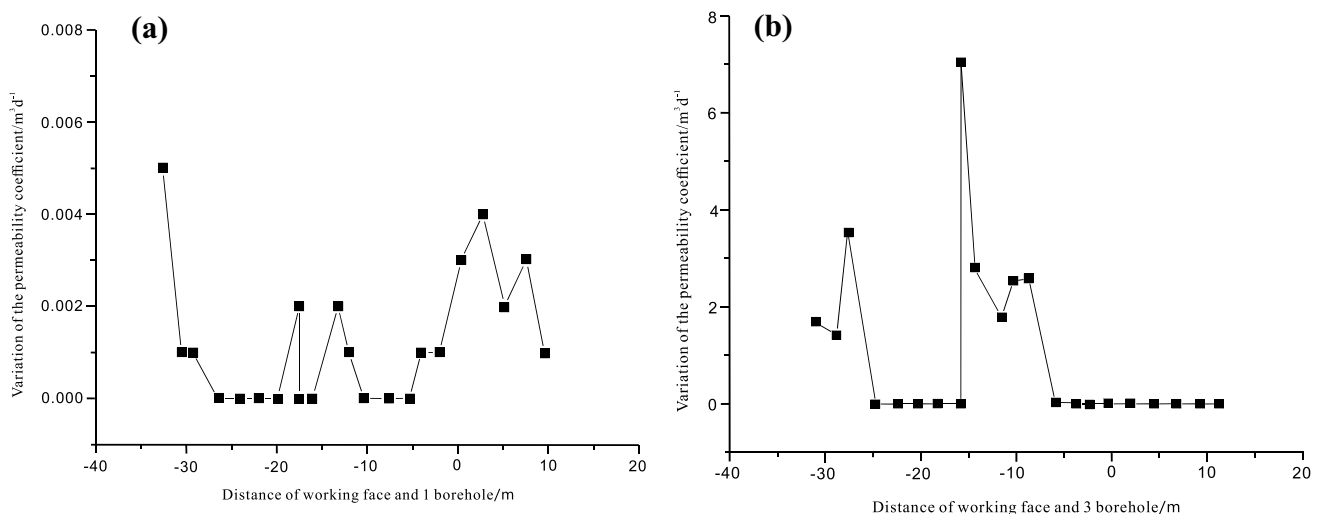 (a)
Variation of the permeability coefficient/m³d⁻¹
0.008
0.006
0.004
0.002
0.000
-40 -30 -20 -10 0 10 20
Distance of working face and 1 borehole/m
(b)
Variation of the permeability coefficient/m³d⁻¹
8
6
4
2
0
-40 -30 -20 -10 0 10 20
Distance of working face and 3 borehole/m